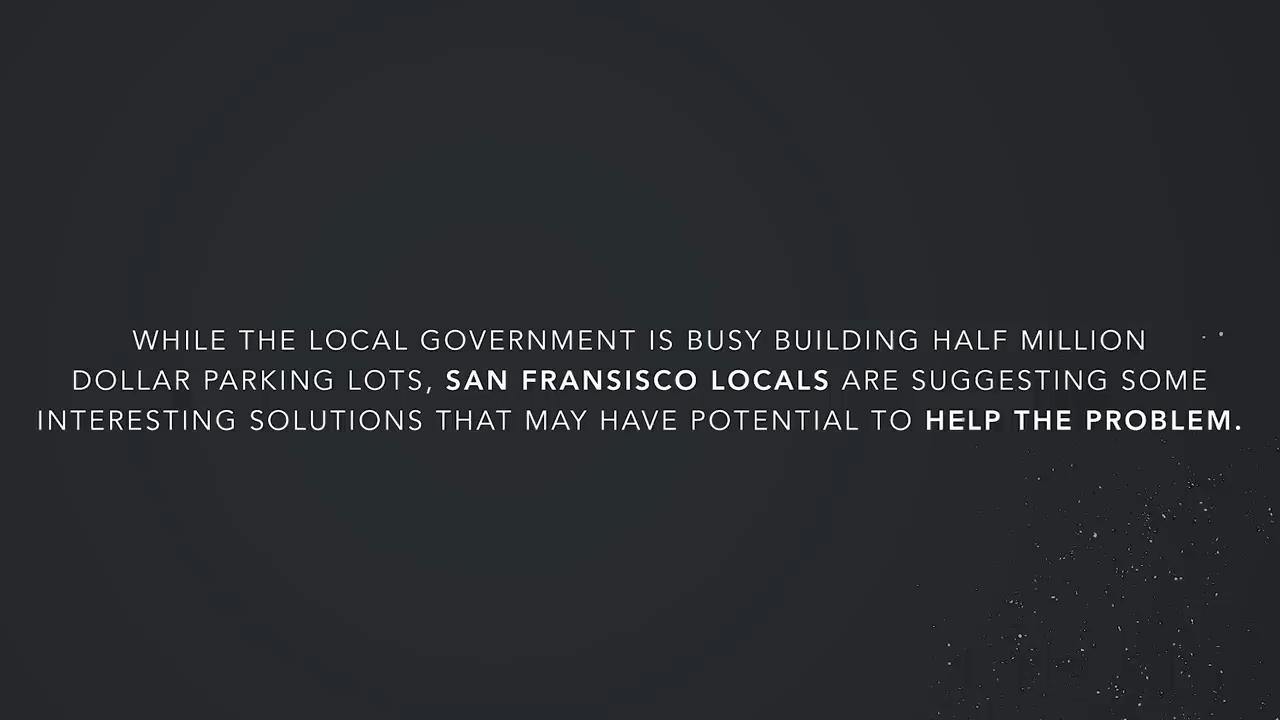 WHILE THE LOCAL GOVERNMENT IS BUSY BUILDING HALF MILLION
DOLLAR PARKING LOTS, SAN FRANSISCO LOCALS ARE SUGGESTING SOME
INTERESTING SOLUTIONS THAT MAY HAVE POTENTIAL TO HELP THE PROBLEM.